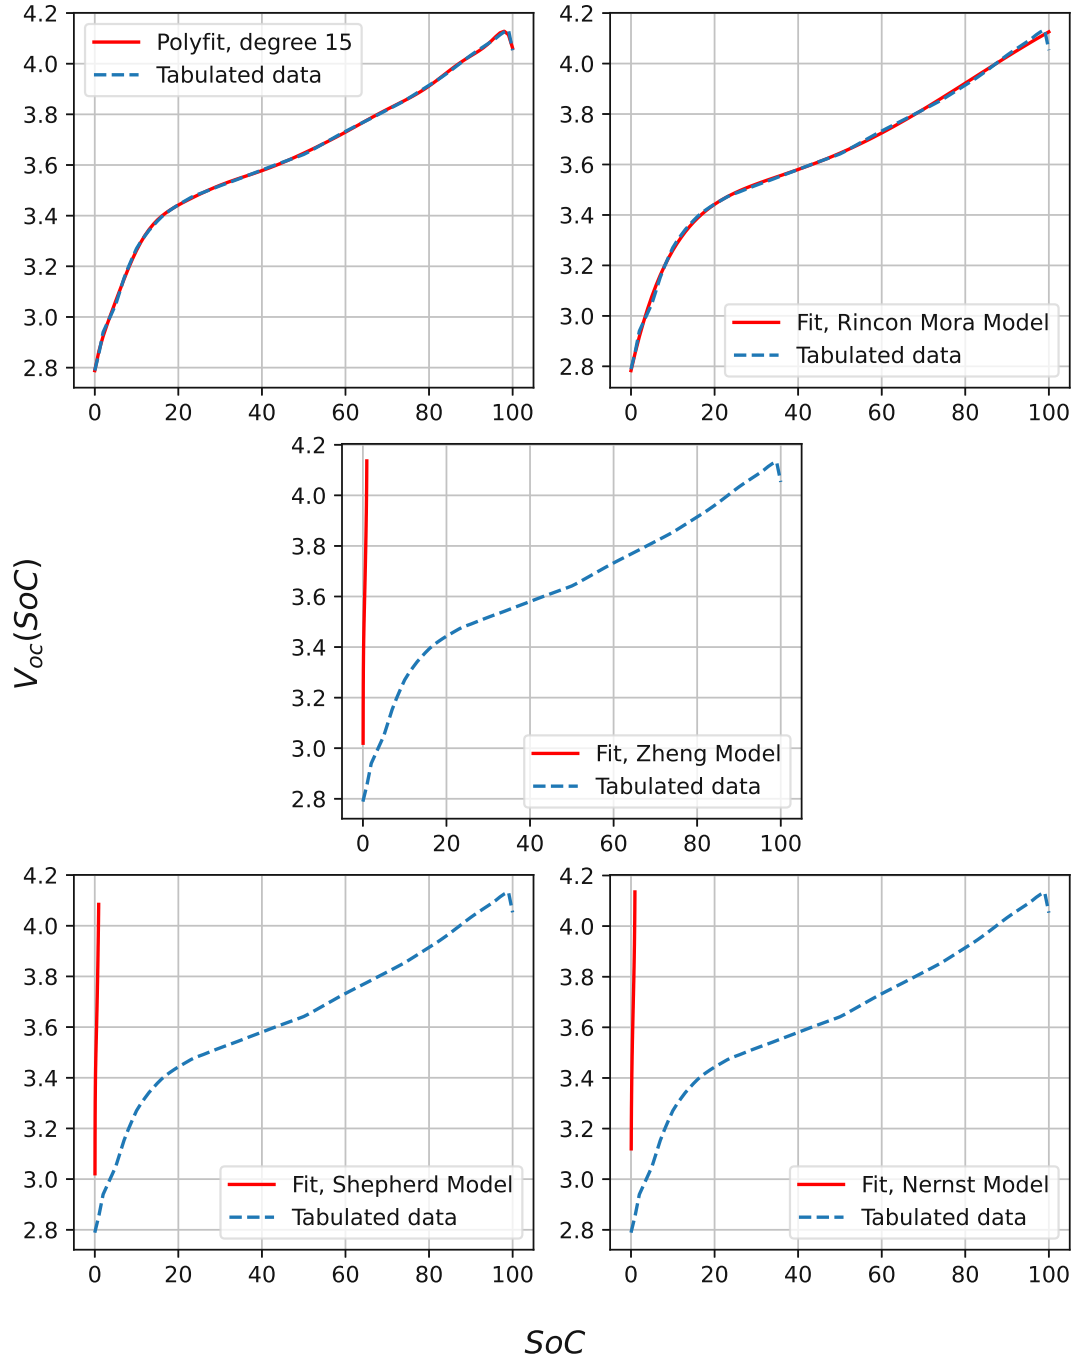 4.2
4.0
3.8
3.6
3.4
3.2
3.0
2.8
0 20 40 60 80 100
Polyfit, degree 15
Tabulated data
4.2
4.0
3.8
3.6
3.4
3.2
3.0
2.8
0 20 40 60 80 100
Fit, Rincon Mora Model
Tabulated data
V_oc(SoC)
4.2
4.0
3.8
3.6
3.4
3.2
3.0
2.8
0 20 40 60 80 100
Fit, Zheng Model
Tabulated data
4.2
4.0
3.8
3.6
3.4
3.2
3.0
2.8
0 20 40 60 80 100
Fit, Shepherd Model
Tabulated data
4.2
4.0
3.8
3.6
3.4
3.2
3.0
2.8
0 20 40 60 80 100
Fit, Nernst Model
Tabulated data
SoC